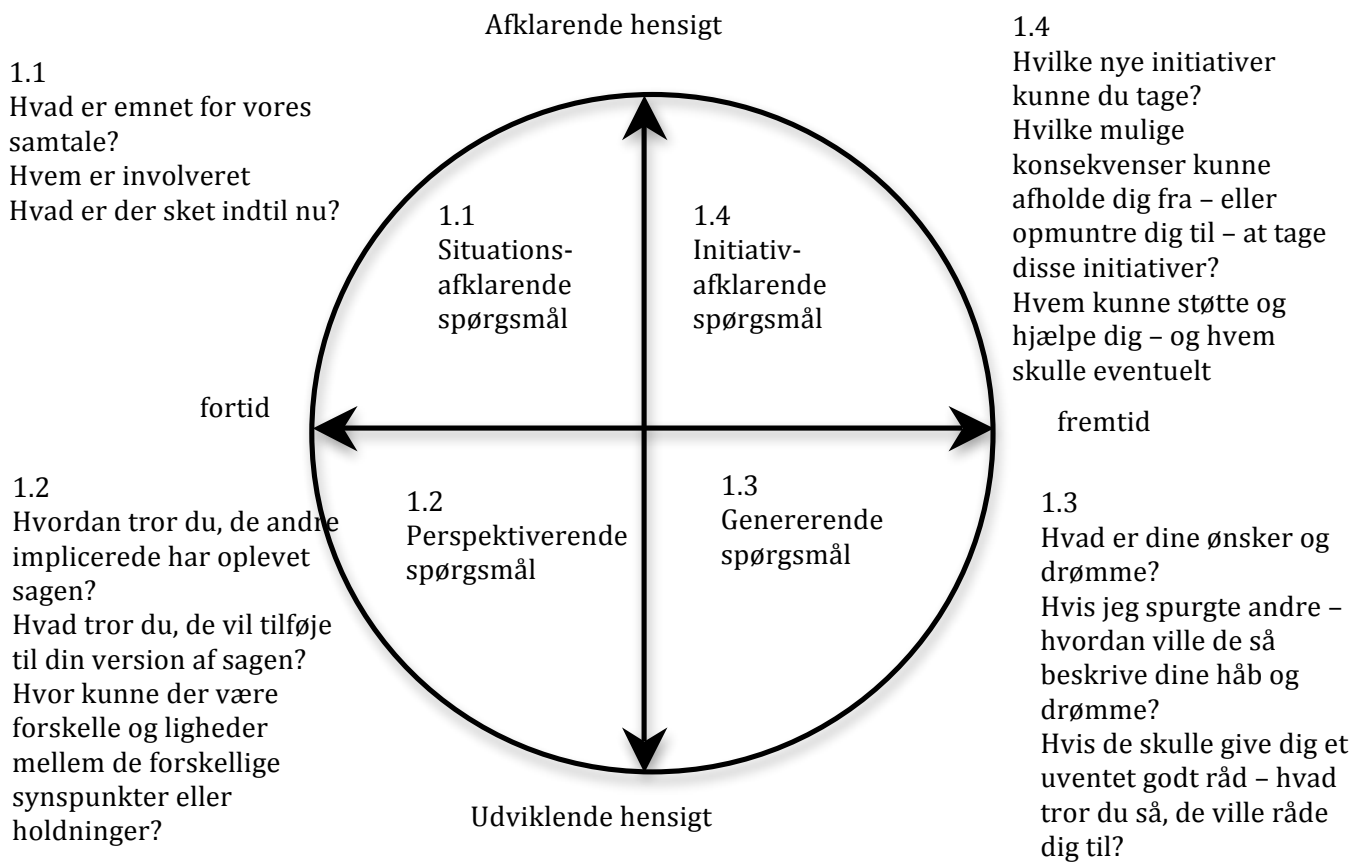 Afklarende hensigt
1.1
Hvad er emnet for vores
samtale?
Hvem er involveret
Hvad er der sket indtil nu?
1.4
Hvilke nye initiativer
kunne du tage?
Hvilke mulige
konsekvenser kunne
afholde dig fra – eller
opmuntre dig til – at tage
disse initiativer?
Hvem kunne støtte og
hjælpe dig – og hvem
skulle eventuelt
1.1
Situations-
afklarende
spørgsmål
1.4
Initiativ-
afklarende
spørgsmål
fortid
fremtid
1.2
Hvordan tror du, de andre
implicerede har oplevet
sagen?
Hvad tror du, de vil tilføje
til din version af sagen?
Hvor kunne der være
forskelle og ligheder
mellem de forskellige
synspunkter eller
holdninger?
1.2
Perspektiverende
spørgsmål
1.3
Genererende
spørgsmål
1.3
Hvad er dine ønsker og
drømme?
Hvis jeg spurgte andre –
hvordan ville de så
beskrive dine håb og
drømme?
Hvis de skulle give dig et
uventet godt råd – hvad
tror du så, de ville råde
dig til?
Udviklende hensigt